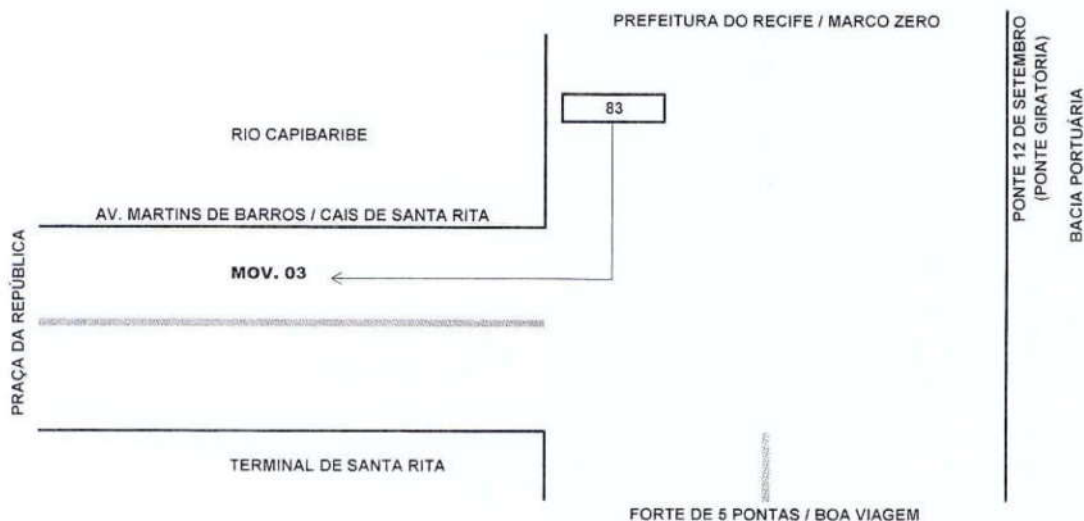 PREFEITURA DO RECIFE / MARCO ZERO
83
RIO CAPIBARIBE
AV. MARTINS DE BARROS / CAIS DE SANTA RITA
MOV. 03
PRAÇA DA REPÚBLICA
TERMINAL DE SANTA RITA
FORTE DE 5 PONTAS / BOA VIAGEM
PONTE 12 DE SETEMBRO
(PONTE GIRATÓRIA)
BACIA PORTUÁRIA